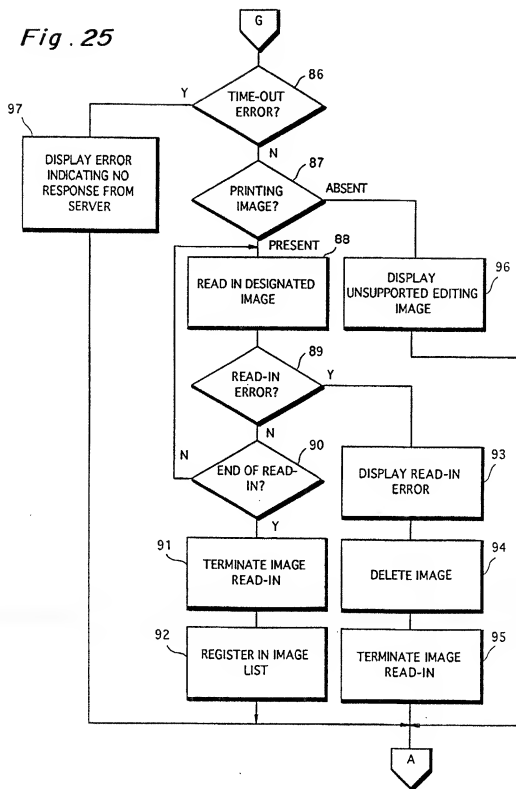 Fig. 25
G
86
TIME-OUT
ERROR?
Y
N
97
DISPLAY ERROR
INDICATING NO
RESPONSE FROM
SERVER
87
PRINTING
IMAGE?
ABSENT
PRESENT
88
READ IN DESIGNATED
IMAGE
96
DISPLAY
UNSUPPORTED EDITING
IMAGE
89
READ-IN
ERROR?
Y
N
90
END OF READ-
IN?
N
Y
93
DISPLAY READ-IN
ERROR
91
TERMINATE IMAGE
READ-IN
94
DELETE IMAGE
92
REGISTER IN IMAGE
LIST
95
TERMINATE IMAGE
READ-IN
A